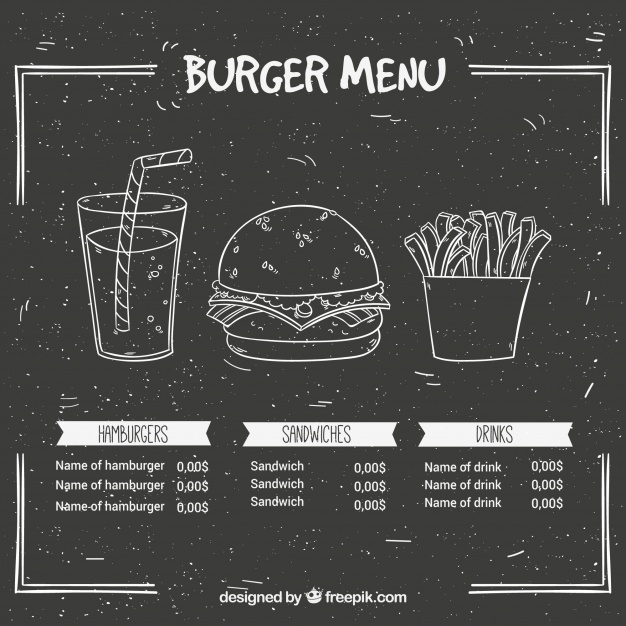 BURGER MENU
HAMBURGERS
Name of hamburger 0,00$
Name of hamburger 0,00$
Name of hamburger 0,00$
SANDWICHES
Sandwich 0,00$
Sandwich 0,00$
Sandwich 0,00$
DRINKS
Name of drink 0,00$
Name of drink 0,00$
Name of drink 0,00$
designed by freepik.com